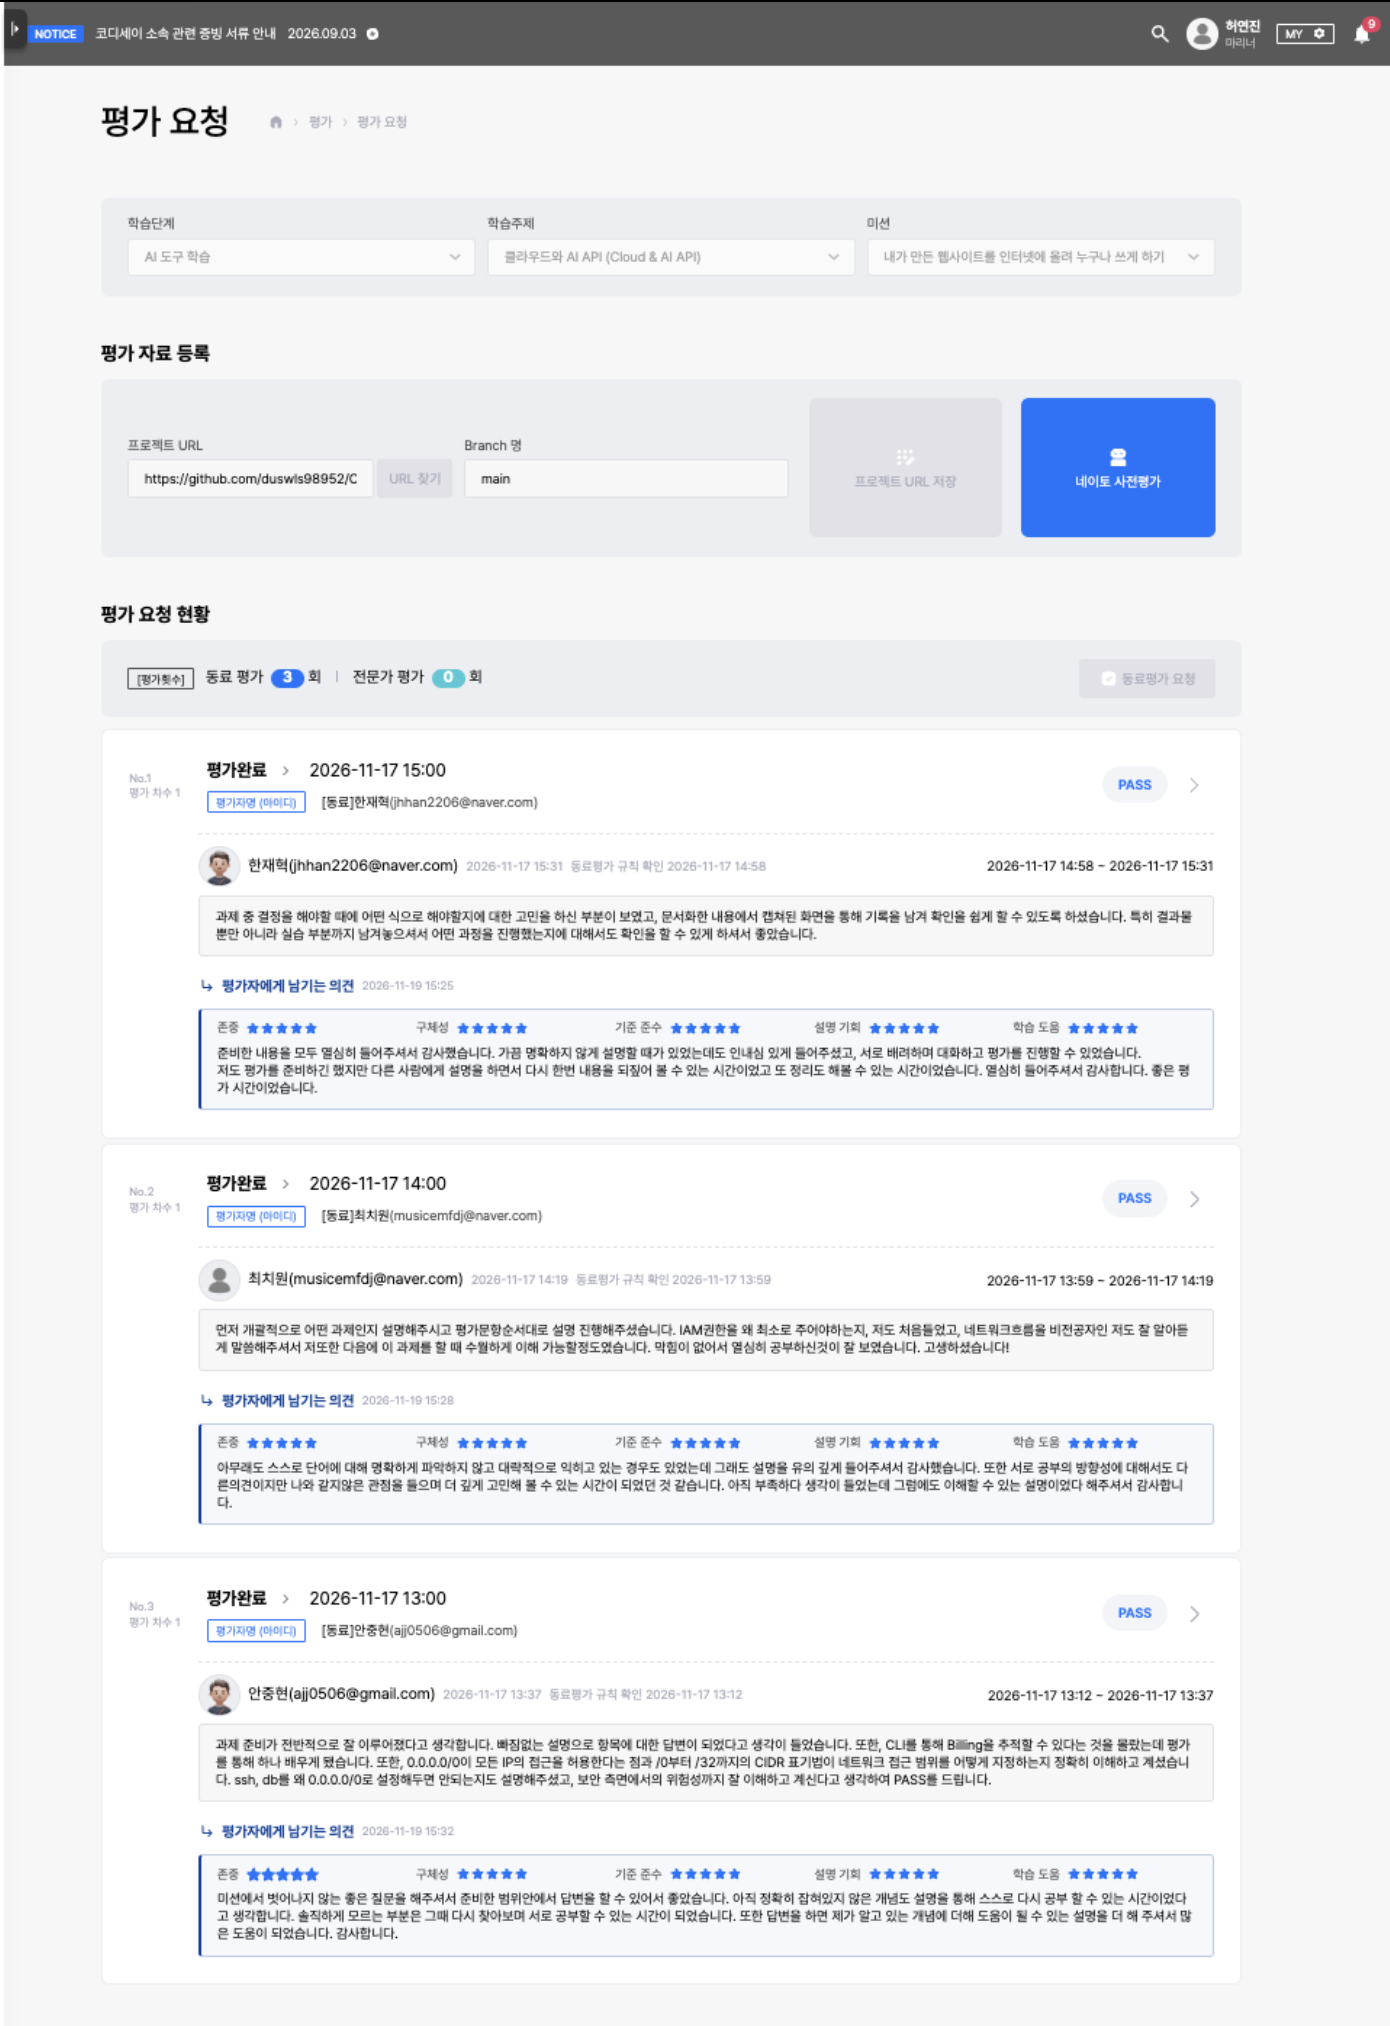 NOTICE 코디세이 소속 관련 증빙 서류 안내 2026.09.03
허연진
마리너
MY
9
평가 요청
평가 > 평가 요청
학습단계
학습주제
미션
AI 도구 학습
클라우드와 AI API (Cloud & AI API)
내가 만든 웹사이트를 인터넷에 올려 누구나 쓰게 하기
평가 자료 등록
프로젝트 URL
Branch 명
https://github.com/duswls98952/C
URL 찾기
main
프로젝트 URL 저장
네이토 사전평가
평가 요청 현황
[평가횟수] 동료 평가 3 회 | 전문가 평가 0 회
동료평가 요청
No.1
평가 차수 1
평가완료 > 2026-11-17 15:00
평가자명 (아이디) [동료]한재혁(jhhan2206@naver.com)
PASS
한재혁(jhhan2206@naver.com) 2026-11-17 15:31 동료평가 규칙 확인 2026-11-17 14:58
2026-11-17 14:58 ~ 2026-11-17 15:31
과제 중 결정을 해야할 때에 어떤 식으로 해야할지에 대한 고민을 하신 부분이 보였고, 문서화한 내용에서 캡쳐된 화면을 통해 기록을 남겨 확인을 쉽게 할 수 있도록 하셨습니다. 특히 결과물
뿐만 아니라 실습 부분까지 남겨놓으셔서 어떤 과정을 진행했는지에 대해서도 확인을 할 수 있게 하셔서 좋았습니다.
평가자에게 남기는 의견 2026-11-19 15:25
존중 ★★★★★ 구체성 ★★★★★ 기준 준수 ★★★★★ 설명 기회 ★★★★★ 학습 도움 ★★★★★
준비한 내용을 모두 열심히 들어주셔서 감사했습니다. 가끔 명확하지 않게 설명할 때가 있었는데도 인내심 있게 들어주셨고, 서로 배려하며 대화하고 평가를 진행할 수 있었습니다.
저도 평가를 준비하긴 했지만 다른 사람에게 설명을 하면서 다시 한번 내용을 되짚어 볼 수 있는 시간이었고 또 정리도 해볼 수 있는 시간이었습니다. 열심히 들어주셔서 감사합니다. 좋은 평
가 시간이었습니다.
No.2
평가 차수 1
평가완료 > 2026-11-17 14:00
평가자명 (아이디) [동료]최치원(musicemfdj@naver.com)
PASS
최치원(musicemfdj@naver.com) 2026-11-17 14:19 동료평가 규칙 확인 2026-11-17 13:59
2026-11-17 13:59 ~ 2026-11-17 14:19
먼저 개괄적으로 어떤 과제인지 설명해주시고 평가문항순서대로 설명 진행해주셨습니다. IAM권한을 왜 최소로 주어야하는지, 저도 처음들었고, 네트워크흐름을 비전공자인 저도 잘 알아듣
게 말씀해주셔서 저또한 다음에 이 과제를 할 때 수월하게 이해 가능할정도였습니다. 막힘이 없어서 열심히 공부하신것이 잘 보였습니다. 고생하셨습니다!
평가자에게 남기는 의견 2026-11-19 15:28
존중 ★★★★★ 구체성 ★★★★★ 기준 준수 ★★★★★ 설명 기회 ★★★★★ 학습 도움 ★★★★★
아무래도 스스로 단어에 대해 명확하게 파악하지 않고 대략적으로 익히고 있는 경우도 있었는데 그래도 설명을 유의 깊게 들어주셔서 감사했습니다. 또한 서로 공부의 방향성에 대해서도 다
른의견이지만 나와 같지않은 관점을 들으며 더 깊게 고민해 볼 수 있는 시간이 되었던 것 같습니다. 아직 부족하다 생각이 들었는데 그럼에도 이해할 수 있는 설명이었다 해주셔서 감사합니
다.
No.3
평가 차수 1
평가완료 > 2026-11-17 13:00
평가자명 (아이디) [동료]안중현(ajj0506@gmail.com)
PASS
안중현(ajj0506@gmail.com) 2026-11-17 13:37 동료평가 규칙 확인 2026-11-17 13:12
2026-11-17 13:12 ~ 2026-11-17 13:37
과제 준비가 전반적으로 잘 이루어졌다고 생각합니다. 빠짐없는 설명으로 항목에 대한 답변이 되었다고 생각이 들었습니다. 또한, CLI를 통해 Billing을 추적할 수 있다는 것을 몰랐는데 평가
를 통해 하나 배우게 됐습니다. 또한, 0.0.0.0/0이 모든 IP의 접근을 허용한다는 점과 /0부터 /32까지의 CIDR 표기법이 네트워크 접근 범위를 어떻게 지정하는지 정확히 이해하고 계셨습니
다. ssh, db를 왜 0.0.0.0/0로 설정해두면 안되는지도 설명해주셨고, 보안 측면에서의 위험성까지 잘 이해하고 계신다고 생각하여 PASS를 드립니다.
평가자에게 남기는 의견 2026-11-19 15:32
존중 ★★★★★ 구체성 ★★★★★ 기준 준수 ★★★★★ 설명 기회 ★★★★★ 학습 도움 ★★★★★
미션에서 벗어나지 않는 좋은 질문을 해주셔서 준비한 범위안에서 답변을 할 수 있어서 좋았습니다. 아직 정확히 잡혀있지 않은 개념도 설명을 통해 스스로 다시 공부 할 수 있는 시간이었다
고 생각합니다. 솔직하게 모르는 부분은 그때 다시 찾아보며 서로 공부할 수 있는 시간이 되었습니다. 또한 답변을 하면 제가 알고 있는 개념에 더해 도움이 될 수 있는 설명을 더 해 주셔서 많
은 도움이 되었습니다. 감사합니다.